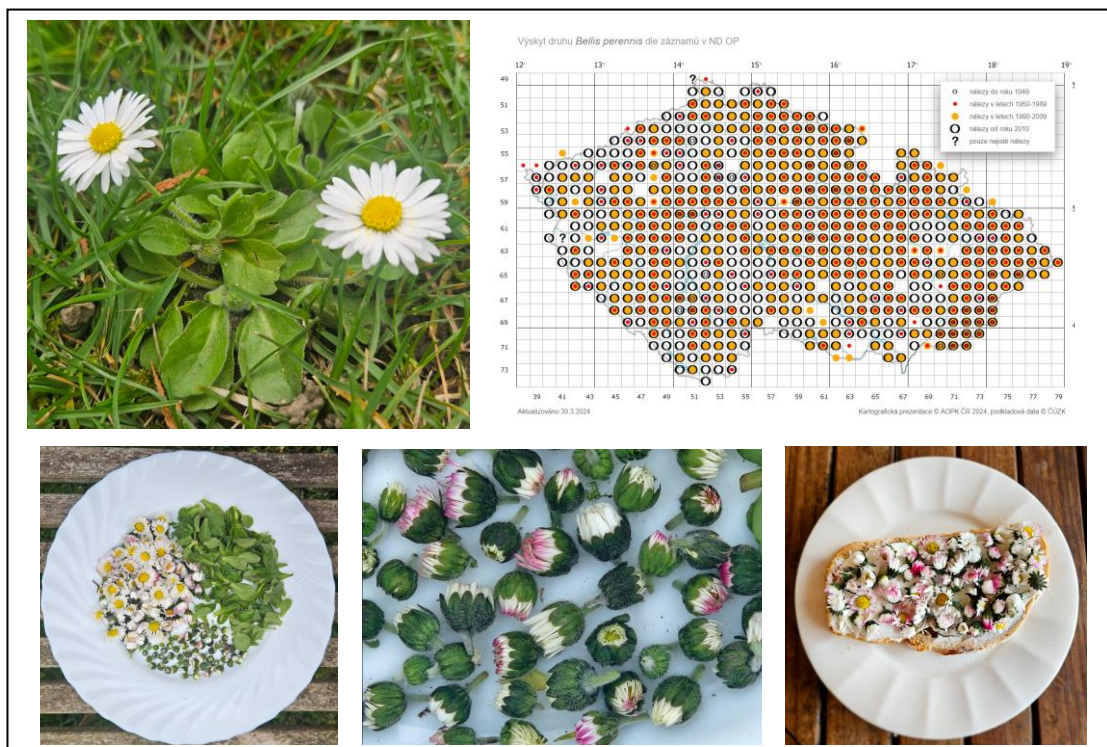 Výskyt druhu Bellis perennis dle záznamů v ND OP
12° 13° 14° 15° 16° 17° 18° 19°
nálezy do roku 1949
nálezy v letech 1950-1989
nálezy v letech 1990-2009
nálezy od roku 2010
? pouze nejisté nálezy
49
51
53
55
57
59
61
63
65
67
69
71
73
39 41 43 45 47 49 51 53 55 57 59 61 63 65 67 69 71 73 75 77 79
Aktualizováno 30.3.2024
Kartografická prezentace © AOPK ČR 2024, podkladová data © ČÚZK